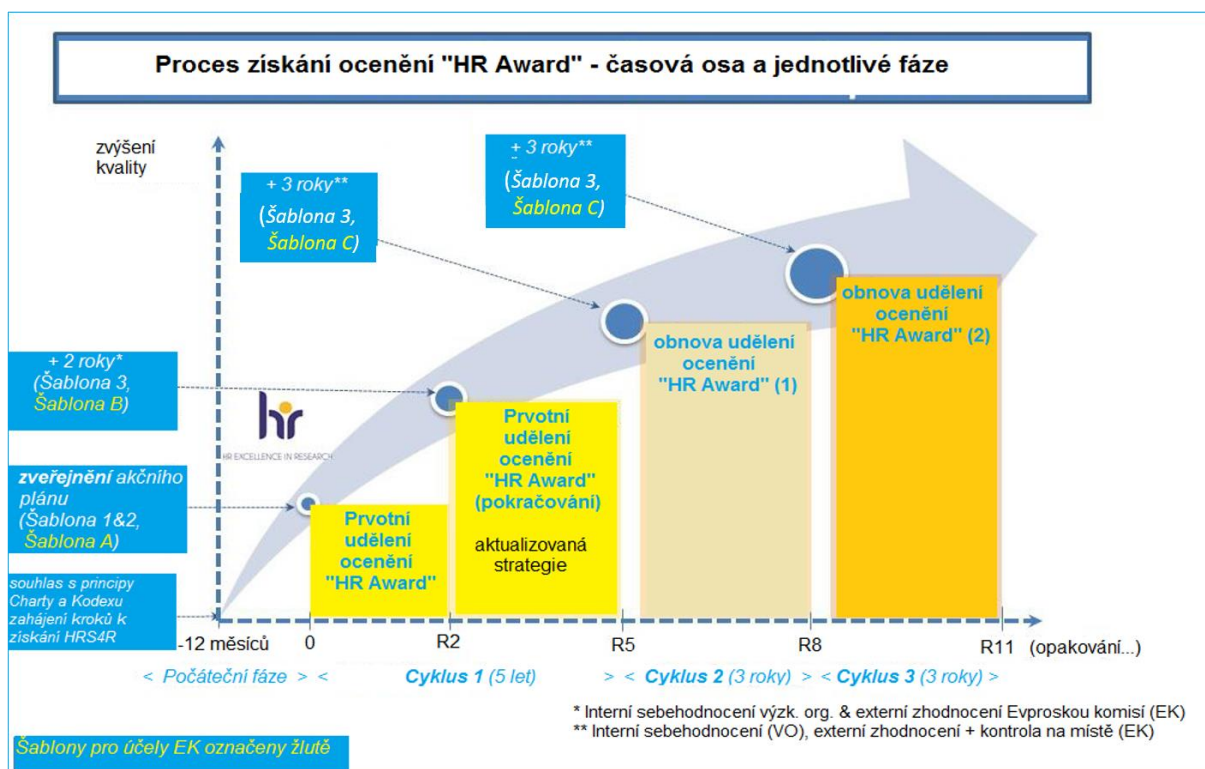 Proces získání ocenění "HR Award" - časová osa a jednotlivé fáze
zvýšení
kvality
+ 3 roky**
(Šablona 3,
Šablona C)
+ 3 roky**
(Šablona 3,
Šablona C)
+ 2 roky*
(Šablona 3,
Šablona B)
hr
HR EXCELLENCE IN RESEARCH
zveřejnění akčního
plánu
(Šablona 1&2,
Šablona A)
souhlas s principy
Charty a Kodexu
zahájení kroků k
získání HRS4R
Prvotní
udělení
ocenění
"HR Award"
Prvotní
udělení
ocenění
"HR Award"
(pokračování)
aktualizovaná
strategie
obnova udělení
ocenění
"HR Award" (1)
obnova udělení
ocenění
"HR Award" (2)
-12 měsíců 0 R2 R5 R8 R11 (opakování...)
< Počáteční fáze > < Cyklus 1 (5 let) > < Cyklus 2 (3 roky) > < Cyklus 3 (3 roky) >
* Interní sebehodnocení výzk. org. & externí zhodnocení Evproskou komisí (EK)
** Interní sebehodnocení (VO), externí zhodnocení + kontrola na místě (EK)
Šablony pro účely EK označeny žlutě